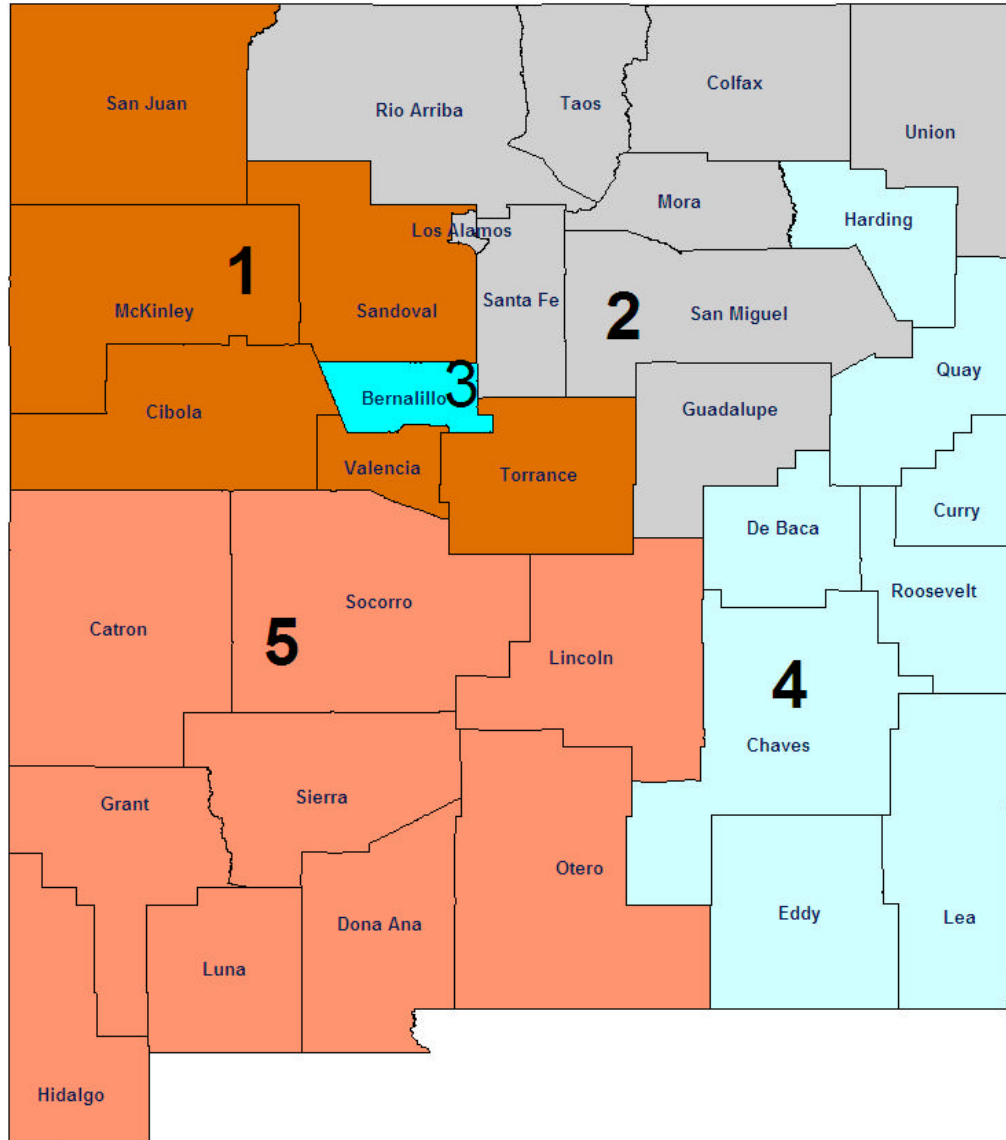 San Juan
Rio Arriba
Taos
Colfax
Union
Mora
Harding
Los Alamos
1
McKinley
Sandoval
Santa Fe
2
San Miguel
Quay
Cibola
Bernalillo
3
Guadalupe
Valencia
Torrance
Curry
De Baca
Roosevelt
Catron
Socorro
5
Lincoln
4
Chaves
Grant
Sierra
Otero
Eddy
Lea
Dona Ana
Luna
Hidalgo